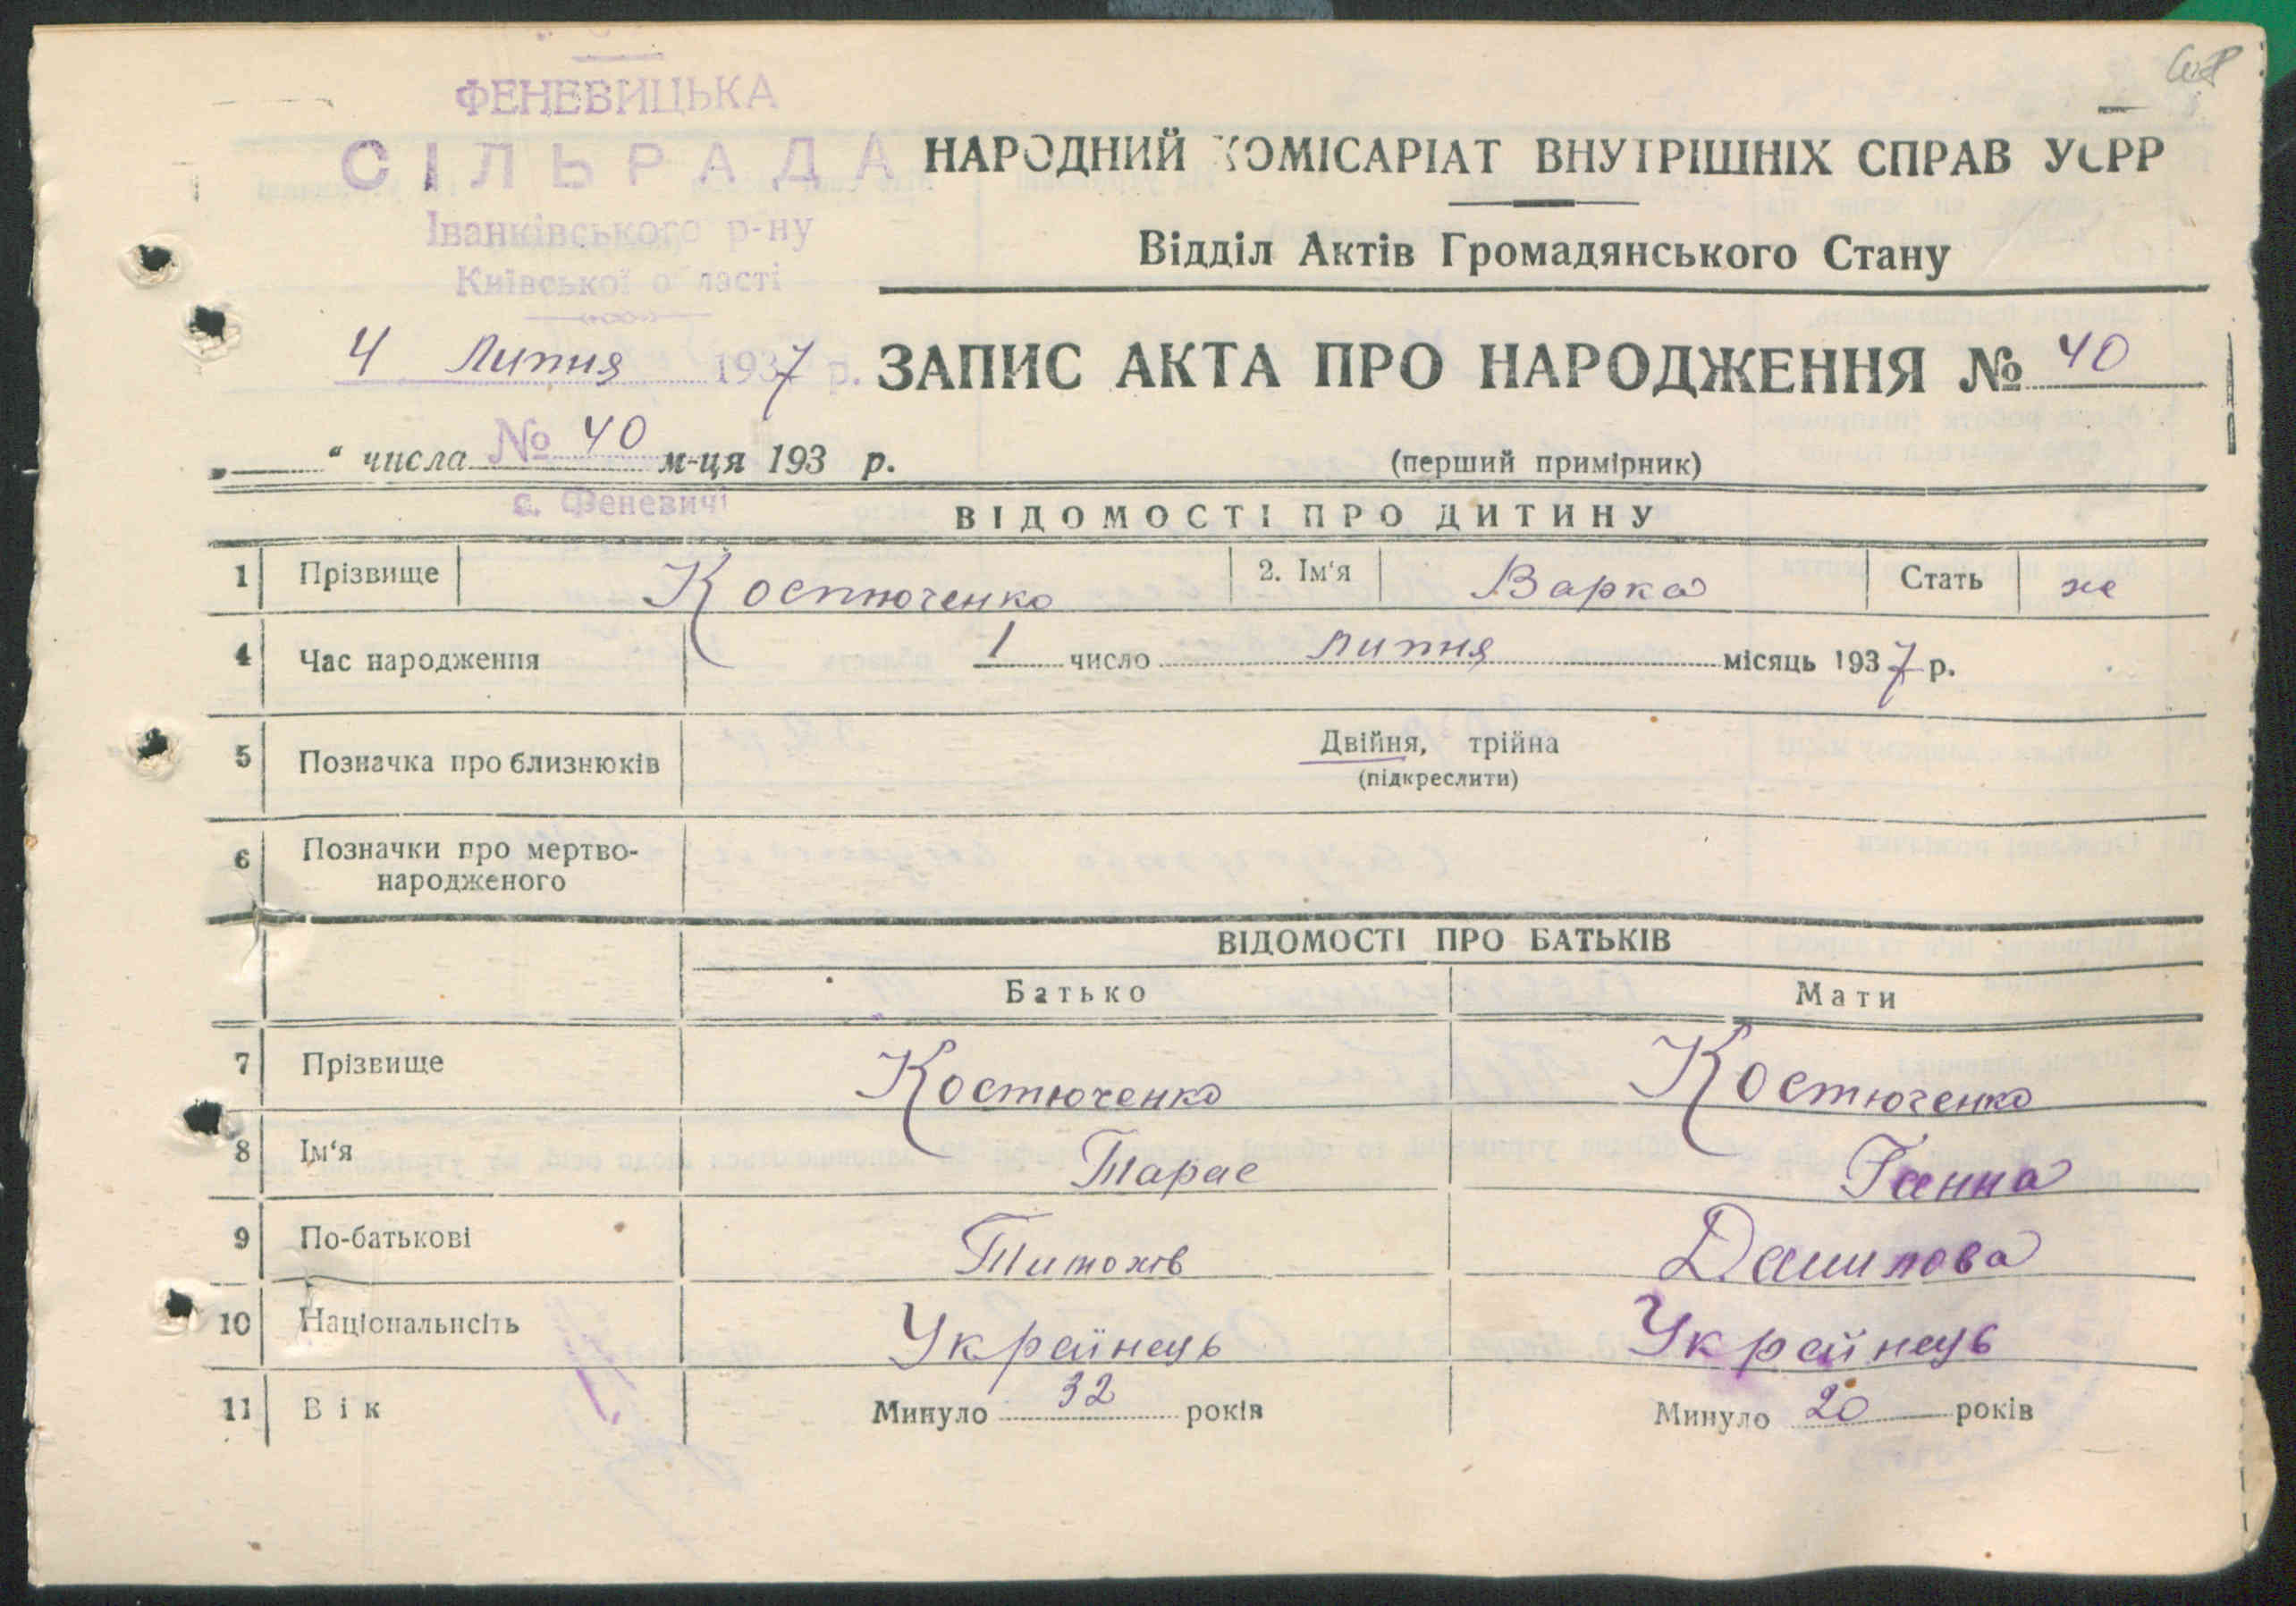 ФЕНЕВИЦЬКА
СІЛЬРАДА
Іванківського р-ну
Київської області
4 Липня 1937 р.
№ 40
с. Феневичі
НАРОДНИЙ КОМІСАРІАТ ВНУТРІШНІХ СПРАВ УСРР
Відділ Актів Громадянського Стану
ЗАПИС АКТА ПРО НАРОДЖЕННЯ № 40
„ “ числа м-ця 193 р.
(перший примірник)
ВІДОМОСТІ ПРО ДИТИНУ
1 Прізвище Костюченко 2. Ім'я Варка Стать же
4 Час народження 1 число липня місяць 1937 р.
5 Позначка про близнюків Двійня, трійна
(підкреслити)
6 Позначки про мертво-
народженого
ВІДОМОСТІ ПРО БАТЬКІВ
Батько Мати
7 Прізвище Костюченко Костюченко
8 Ім'я Тарас Ганна
9 По-батькові Данилова
10 Національнсіть Українець Українець
11 Вік Минуло 32 років Минуло 20 років